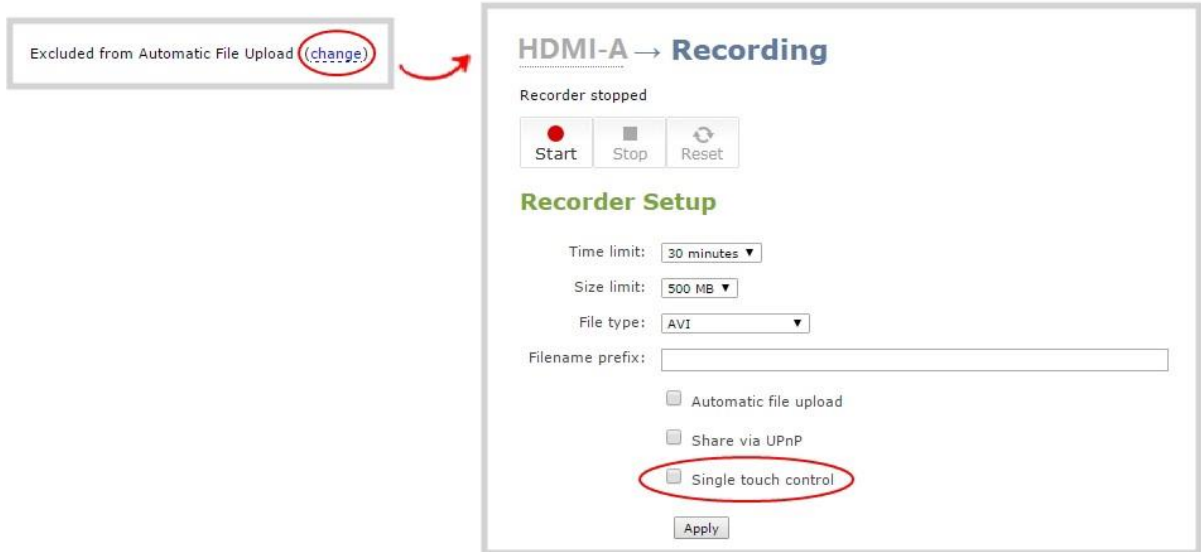 Excluded from Automatic File Upload (change)
HDMI-A → Recording
Recorder stopped
Start Stop Reset
Recorder Setup
Time limit: 30 minutes ▼
Size limit: 500 MB ▼
File type: AVI ▼
Filename prefix:
Automatic file upload
Share via UPnP
Single touch control
Apply